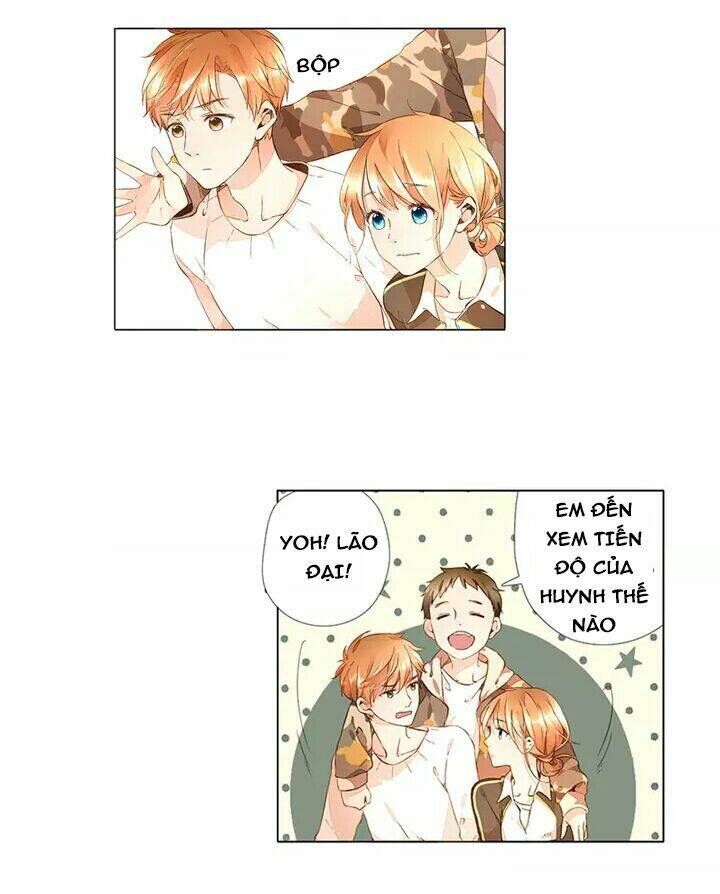 BỘP
YOH! LÃO
ĐẠI!
EM ĐẾN
XEM TIẾN
ĐỘ CỦA
HUYNH THẾ
NÀO